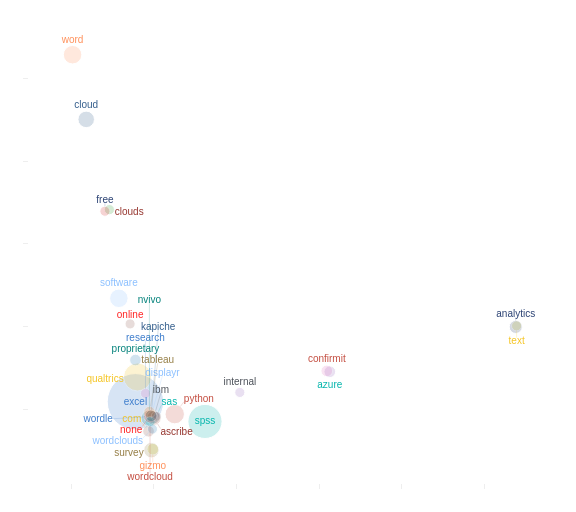 word
cloud
free
clouds
software
nvivo
online
kapiche
analytics
research
text
proprietary
tableau
confirmit
displayr
qualtrics
internal
azure
ibm
excel
sas
python
wordle
com
spss
none
ascribe
wordclouds
survey
gizmo
wordcloud